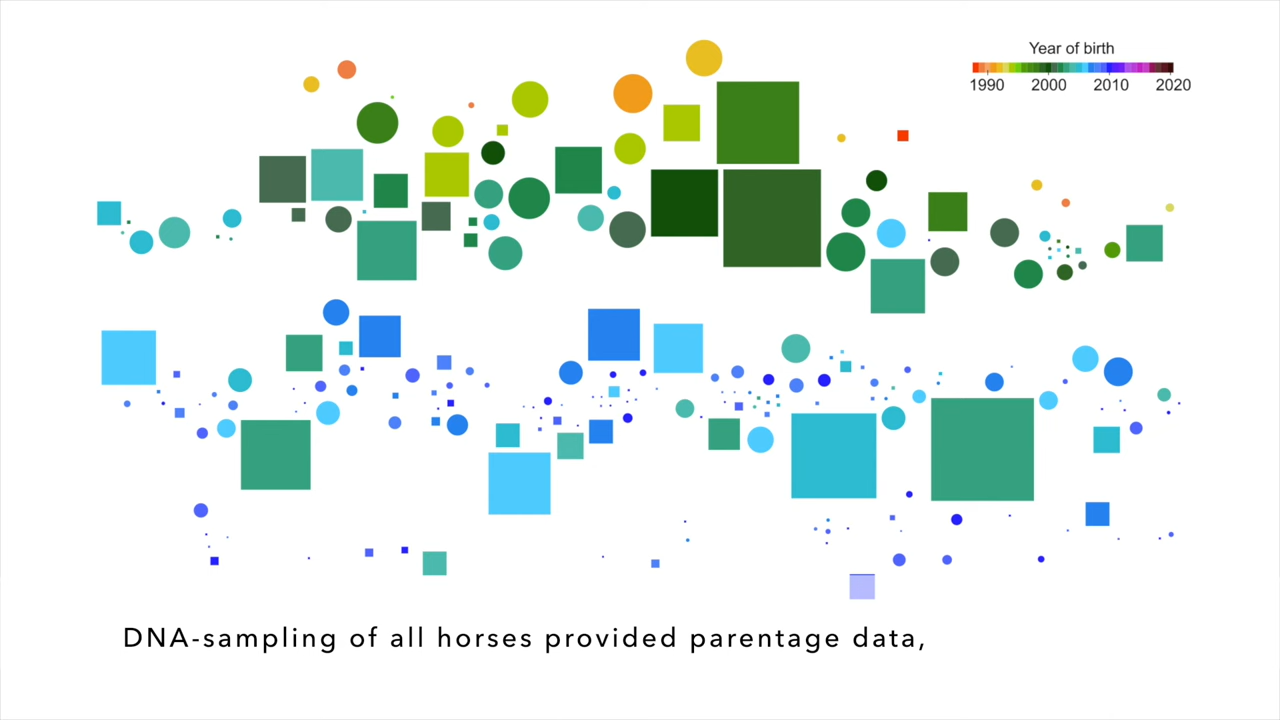 Year of birth
1990 2000 2010 2020
DNA-sampling of all horses provided parentage data,